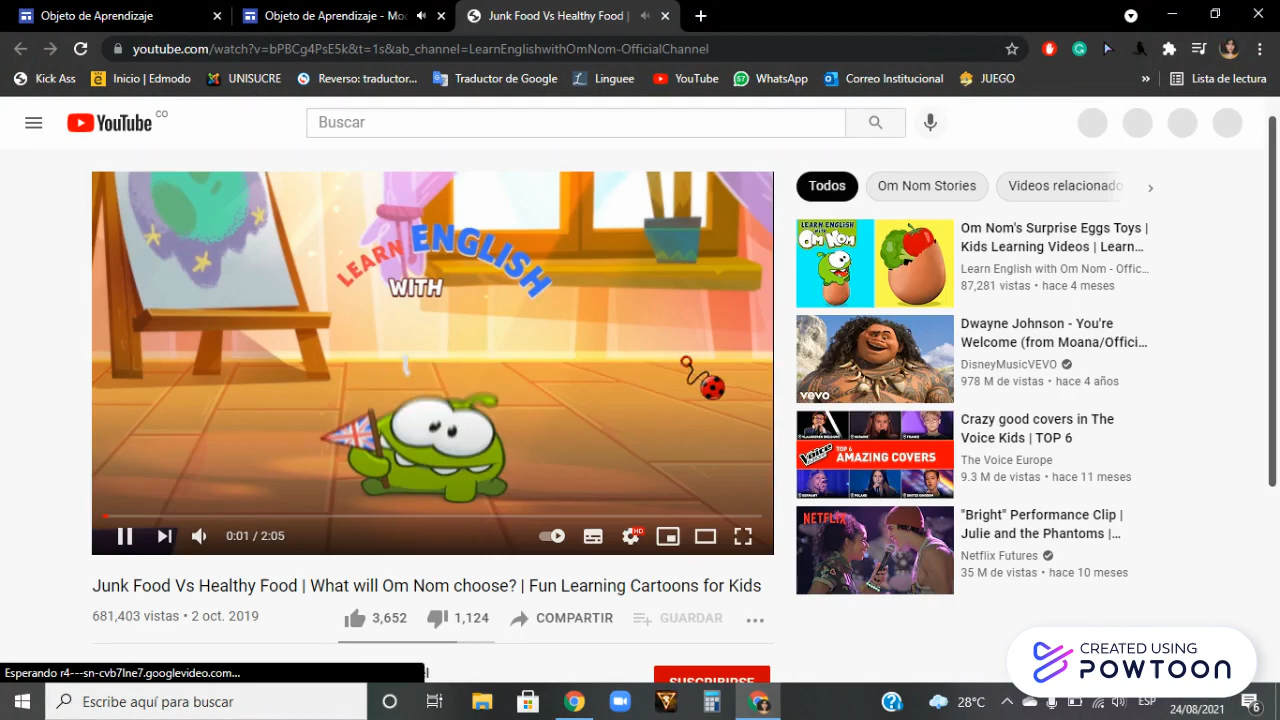 Objeto de Aprendizaje
Objeto de Aprendizaje - Mo
Junk Food Vs Healthy Food |
youtube.com/watch?v=bPBCg4PsE5k&t=1s&ab_channel=LearnEnglishwithOmNom-OfficialChannel
Kick Ass
Inicio | Edmodo
UNISUCRE
Reverso: traductor...
Traductor de Google
Linguee
YouTube
WhatsApp
Correo Institucional
JUEGO
»
Lista de lectura
YouTube CO
Buscar
LEARN ENGLISH
WITH
0:01 / 2:05
HD
Junk Food Vs Healthy Food | What will Om Nom choose? | Fun Learning Cartoons for Kids
681,403 vistas • 2 oct. 2019
3,652
1,124
COMPARTIR
GUARDAR
SUSCRIBIRSE
Todos
Om Nom Stories
Videos relacionado
LEARN ENGLISH
WITH
OM NOM
Om Nom's Surprise Eggs Toys |
Kids Learning Videos | Learn...
Learn English with Om Nom - Offic...
87,281 vistas • hace 4 meses
vevo
Dwayne Johnson - You're
Welcome (from Moana/Offici...
DisneyMusicVEVO
978 M de vistas • hace 4 años
TOP 6
AMAZING COVERS
Crazy good covers in The
Voice Kids | TOP 6
The Voice Europe
9.3 M de vistas • hace 11 meses
NETFLIX
"Bright" Performance Clip |
Julie and the Phantoms |...
Netflix Futures
35 M de vistas • hace 10 meses
Esperando r4---sn-cvb7lne7.googlevideo.com...
CREATED USING
POWTOON
Escribe aquí para buscar
28°C
ESP
24/08/2021
6